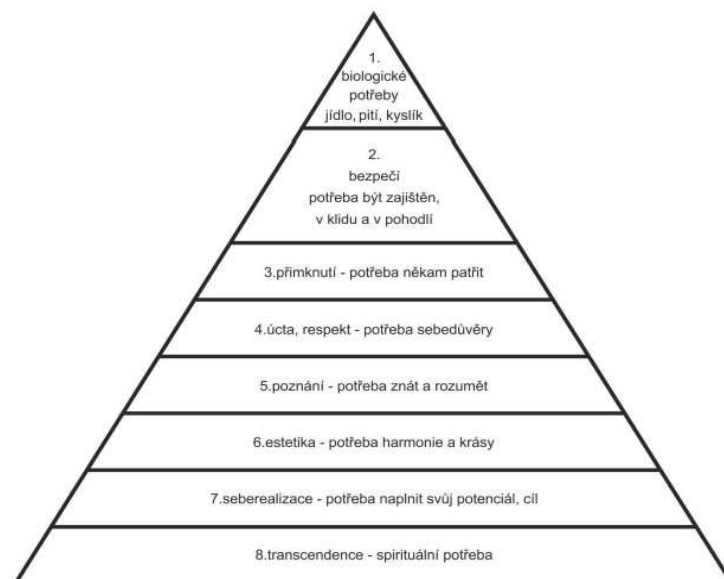 1.
biologické
potřeby
jídlo, pití, kyslík
2.
bezpečí
potřeba být zajištěn,
v klidu a v pohodlí
3.přimknutí - potřeba někam patřit
4.úcta, respekt - potřeba sebedůvěry
5.poznání - potřeba znát a rozumět
6.estetika - potřeba harmonie a krásy
7.seberealizace - potřeba naplnit svůj potenciál, cíl
8.transcendence - spirituální potřeba